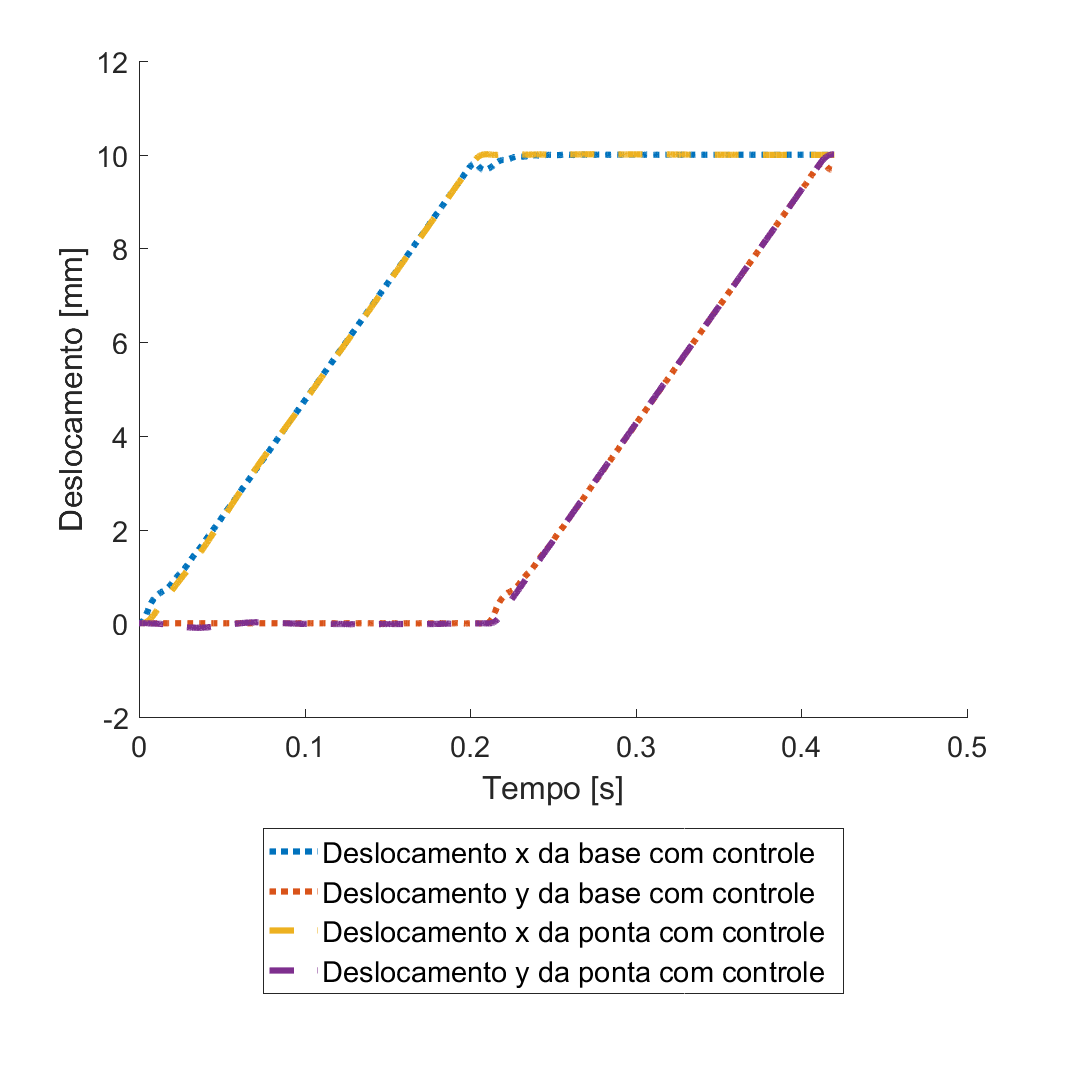 12
10
8
6
4
2
0
-2
Deslocamento [mm]
0 0.1 0.2 0.3 0.4 0.5
Tempo [s]
Deslocamento x da base com controle
Deslocamento y da base com controle
Deslocamento x da ponta com controle
Deslocamento y da ponta com controle